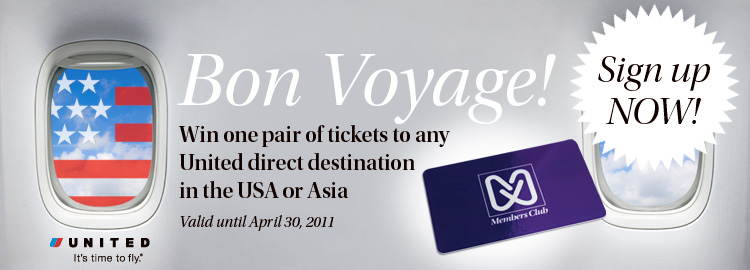 Bon Voyage!
Sign up
NOW!
Win one pair of tickets to any
United direct destination
in the USA or Asia
Valid until April 30, 2011
Members Club
UNITED
It's time to fly.®